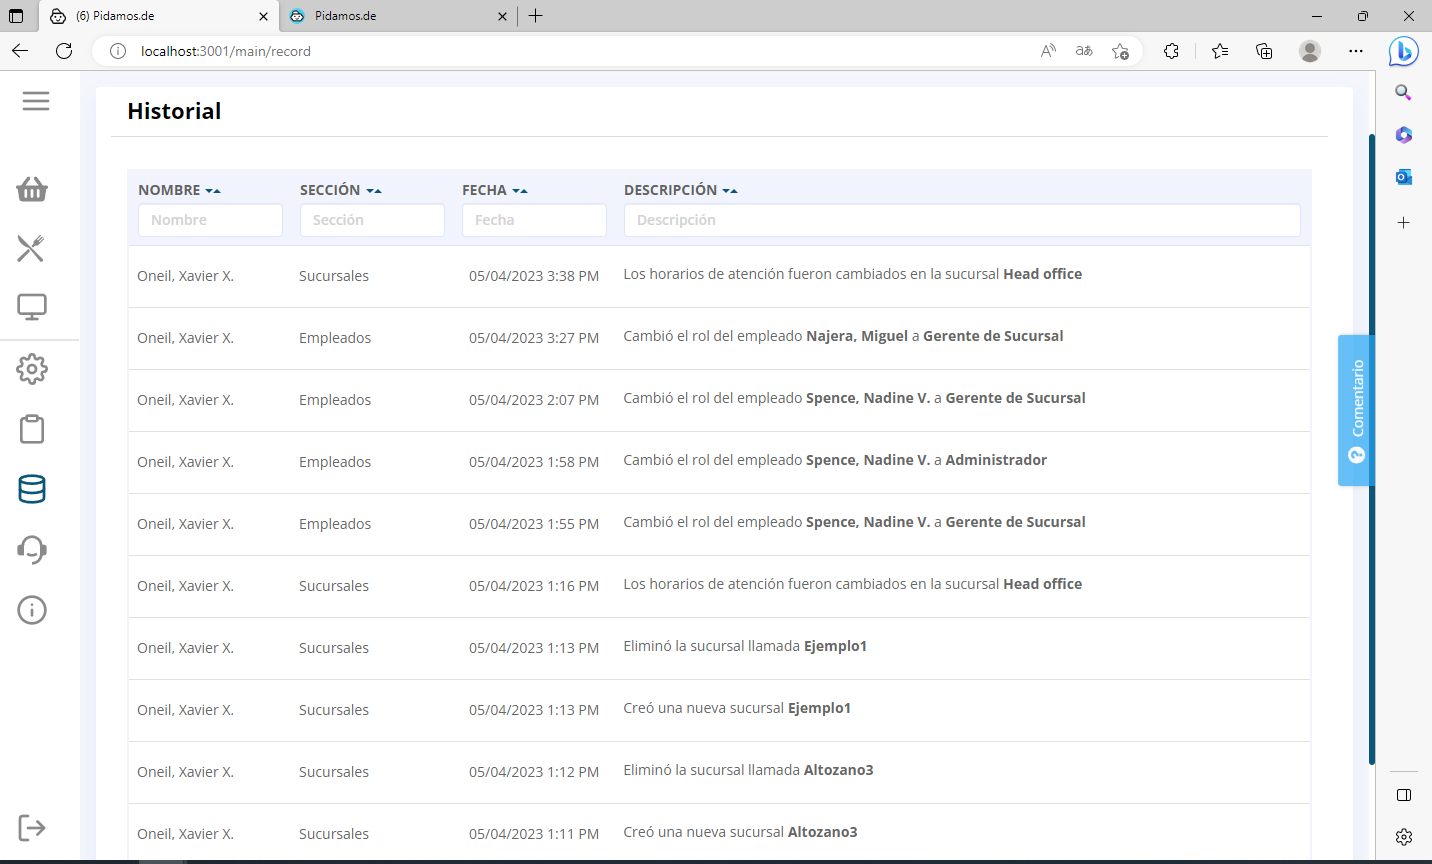 (6) Pidamos.de
Pidamos.de
localhost:3001/main/record
Historial
NOMBRE SECCIÓN FECHA DESCRIPCIÓN
Nombre Sección Fecha Descripción
Oneil, Xavier X. Sucursales 05/04/2023 3:38 PM Los horarios de atención fueron cambiados en la sucursal Head office
Oneil, Xavier X. Empleados 05/04/2023 3:27 PM Cambió el rol del empleado Najera, Miguel a Gerente de Sucursal
Oneil, Xavier X. Empleados 05/04/2023 2:07 PM Cambió el rol del empleado Spence, Nadine V. a Gerente de Sucursal
Oneil, Xavier X. Empleados 05/04/2023 1:58 PM Cambió el rol del empleado Spence, Nadine V. a Administrador
Oneil, Xavier X. Empleados 05/04/2023 1:55 PM Cambió el rol del empleado Spence, Nadine V. a Gerente de Sucursal
Oneil, Xavier X. Sucursales 05/04/2023 1:16 PM Los horarios de atención fueron cambiados en la sucursal Head office
Oneil, Xavier X. Sucursales 05/04/2023 1:13 PM Eliminó la sucursal llamada Ejemplo1
Oneil, Xavier X. Sucursales 05/04/2023 1:13 PM Creó una nueva sucursal Ejemplo1
Oneil, Xavier X. Sucursales 05/04/2023 1:12 PM Eliminó la sucursal llamada Altozano3
Oneil, Xavier X. Sucursales 05/04/2023 1:11 PM Creó una nueva sucursal Altozano3
Comentario